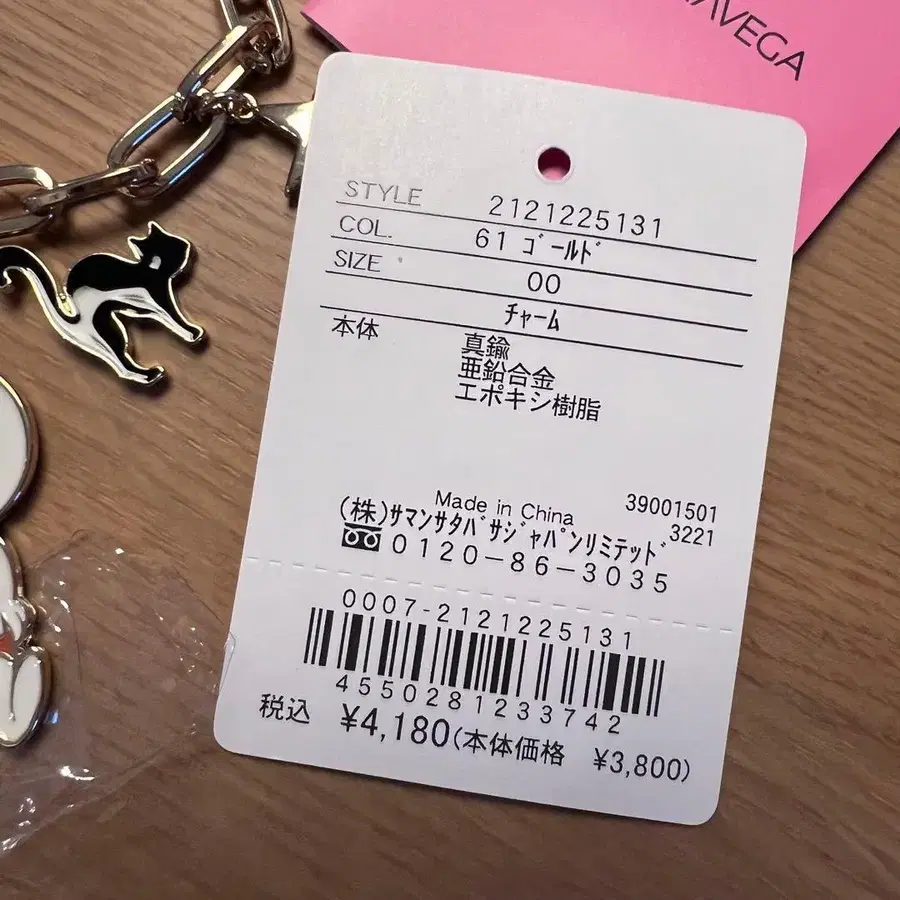 AVEGA
STYLE 2121225131
COL. 61 ゴールド
SIZE 00
チャーム
本体 真鍮
亜鉛合金
エポキシ樹脂
Made in China 39001501
(株)サマンサタバサジャパンリミテッド 3221
0120-86-3035
0007-2121225131
4550281233742
税込 ¥4,180(本体価格 ¥3,800)